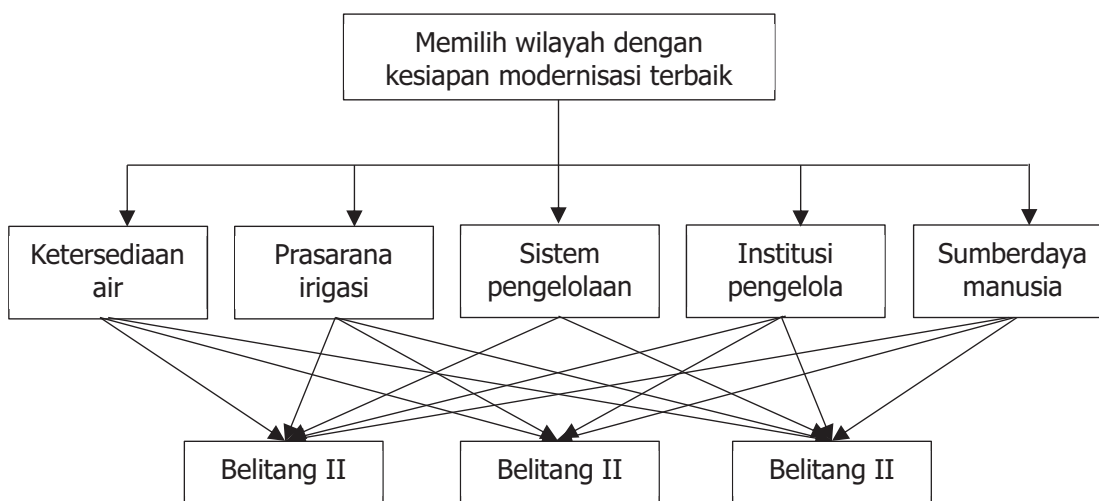 Memilih wilayah dengan
kesiapan modernisasi terbaik
Ketersediaan
air
Prasarana
irigasi
Sistem
pengelolaan
Institusi
pengelola
Sumberdaya
manusia
Belitang II
Belitang II
Belitang II